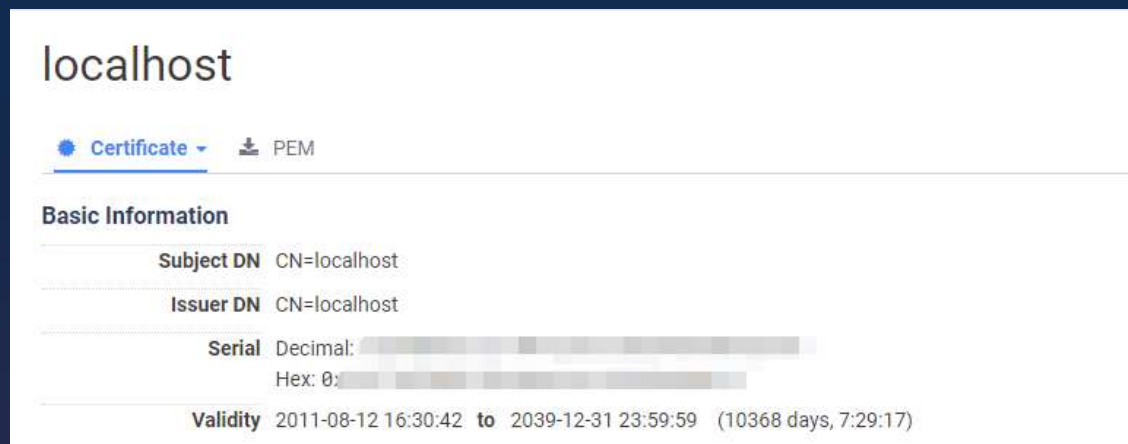 localhost
Certificate PEM
Basic Information
Subject DN CN=localhost
Issuer DN CN=localhost
Serial Decimal:
Hex: 0
Validity 2011-08-12 16:30:42 to 2039-12-31 23:59:59 (10368 days, 7:29:17)